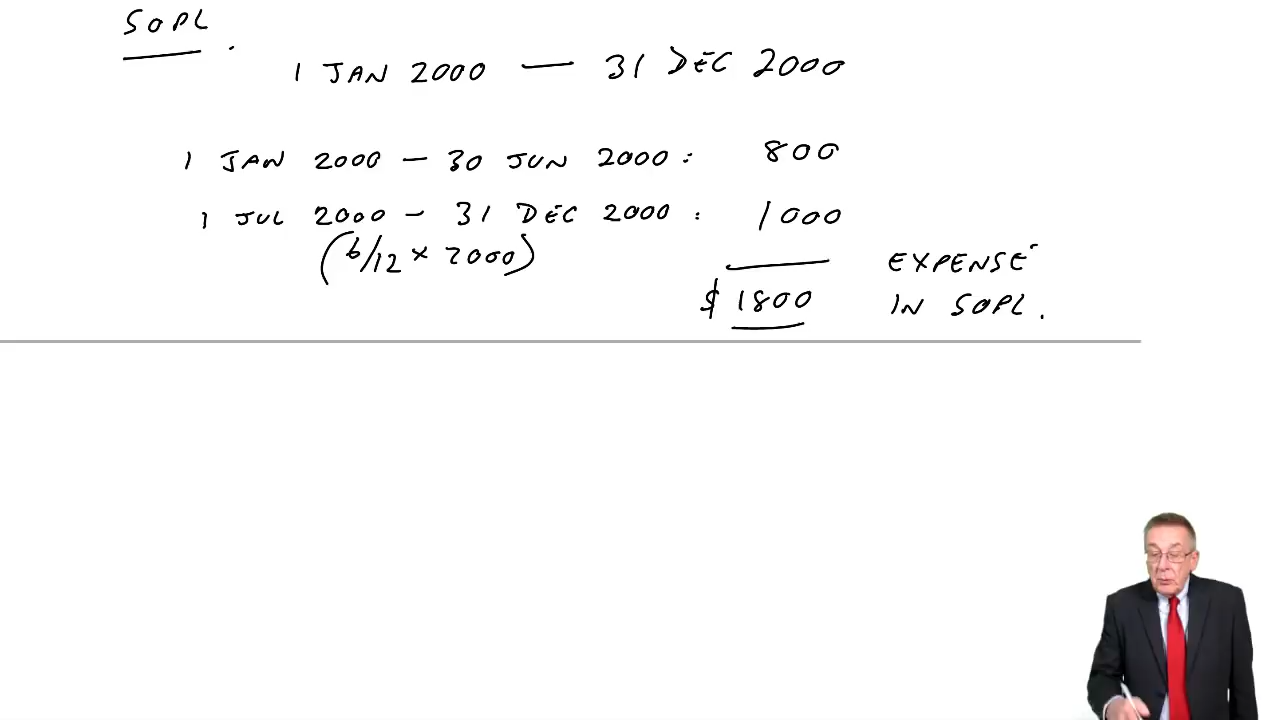 SOPL.
1 JAN 2000 — 31 DEC 2000
1 JAN 2000 – 30 JUN 2000 : 800
1 JUL 2000 – 31 DEC 2000 : 1000
(6/12 × 2000)
EXPENSE
$ 1800 IN SOPL.